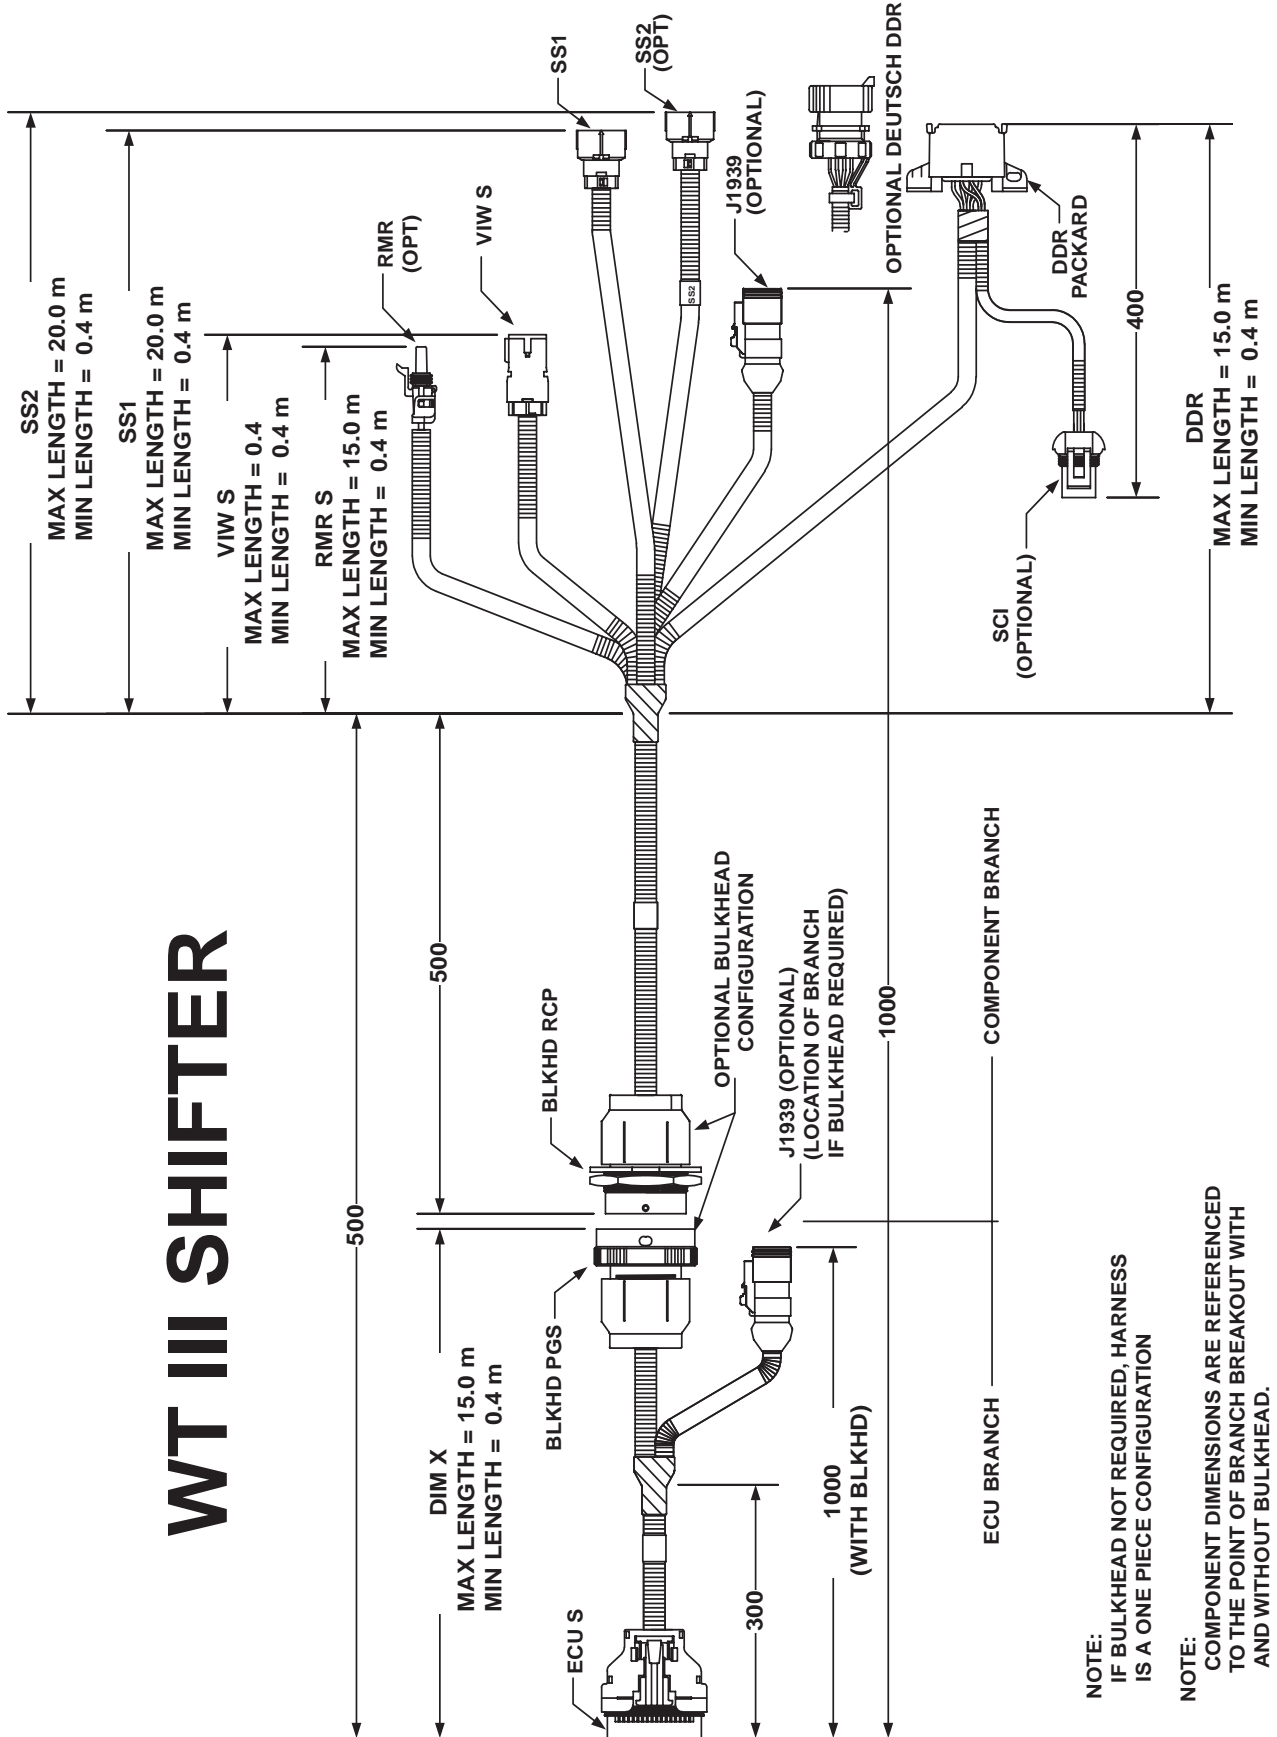 WT III SHIFTER
SS2
MAX LENGTH = 20.0 m
MIN LENGTH = 0.4 m
SS1
MAX LENGTH = 20.0 m
MIN LENGTH = 0.4 m
VIW S
MAX LENGTH = 0.4
MIN LENGTH = 0.4 m
RMR S
MAX LENGTH = 15.0 m
MIN LENGTH = 0.4 m
500
500
DIM X
MAX LENGTH = 15.0 m
MIN LENGTH = 0.4 m
RMR
(OPT)
VIW S
SS1
SS2
(OPT)
SS2
J1939
(OPTIONAL)
OPTIONAL DEUTSCH DDR
DDR
PACKARD
400
SCI
(OPTIONAL)
DDR
MAX LENGTH = 15.0 m
MIN LENGTH = 0.4 m
ECU S
BLKHD PGS
BLKHD RCP
OPTIONAL BULKHEAD
CONFIGURATION
J1939 (OPTIONAL)
(LOCATION OF BRANCH
IF BULKHEAD REQUIRED)
300
1000
(WITH BLKHD)
1000
ECU BRANCH
COMPONENT BRANCH
NOTE:
IF BULKHEAD NOT REQUIRED, HARNESS
IS A ONE PIECE CONFIGURATION
NOTE:
COMPONENT DIMENSIONS ARE REFERENCED
TO THE POINT OF BRANCH BREAKOUT WITH
AND WITHOUT BULKHEAD.